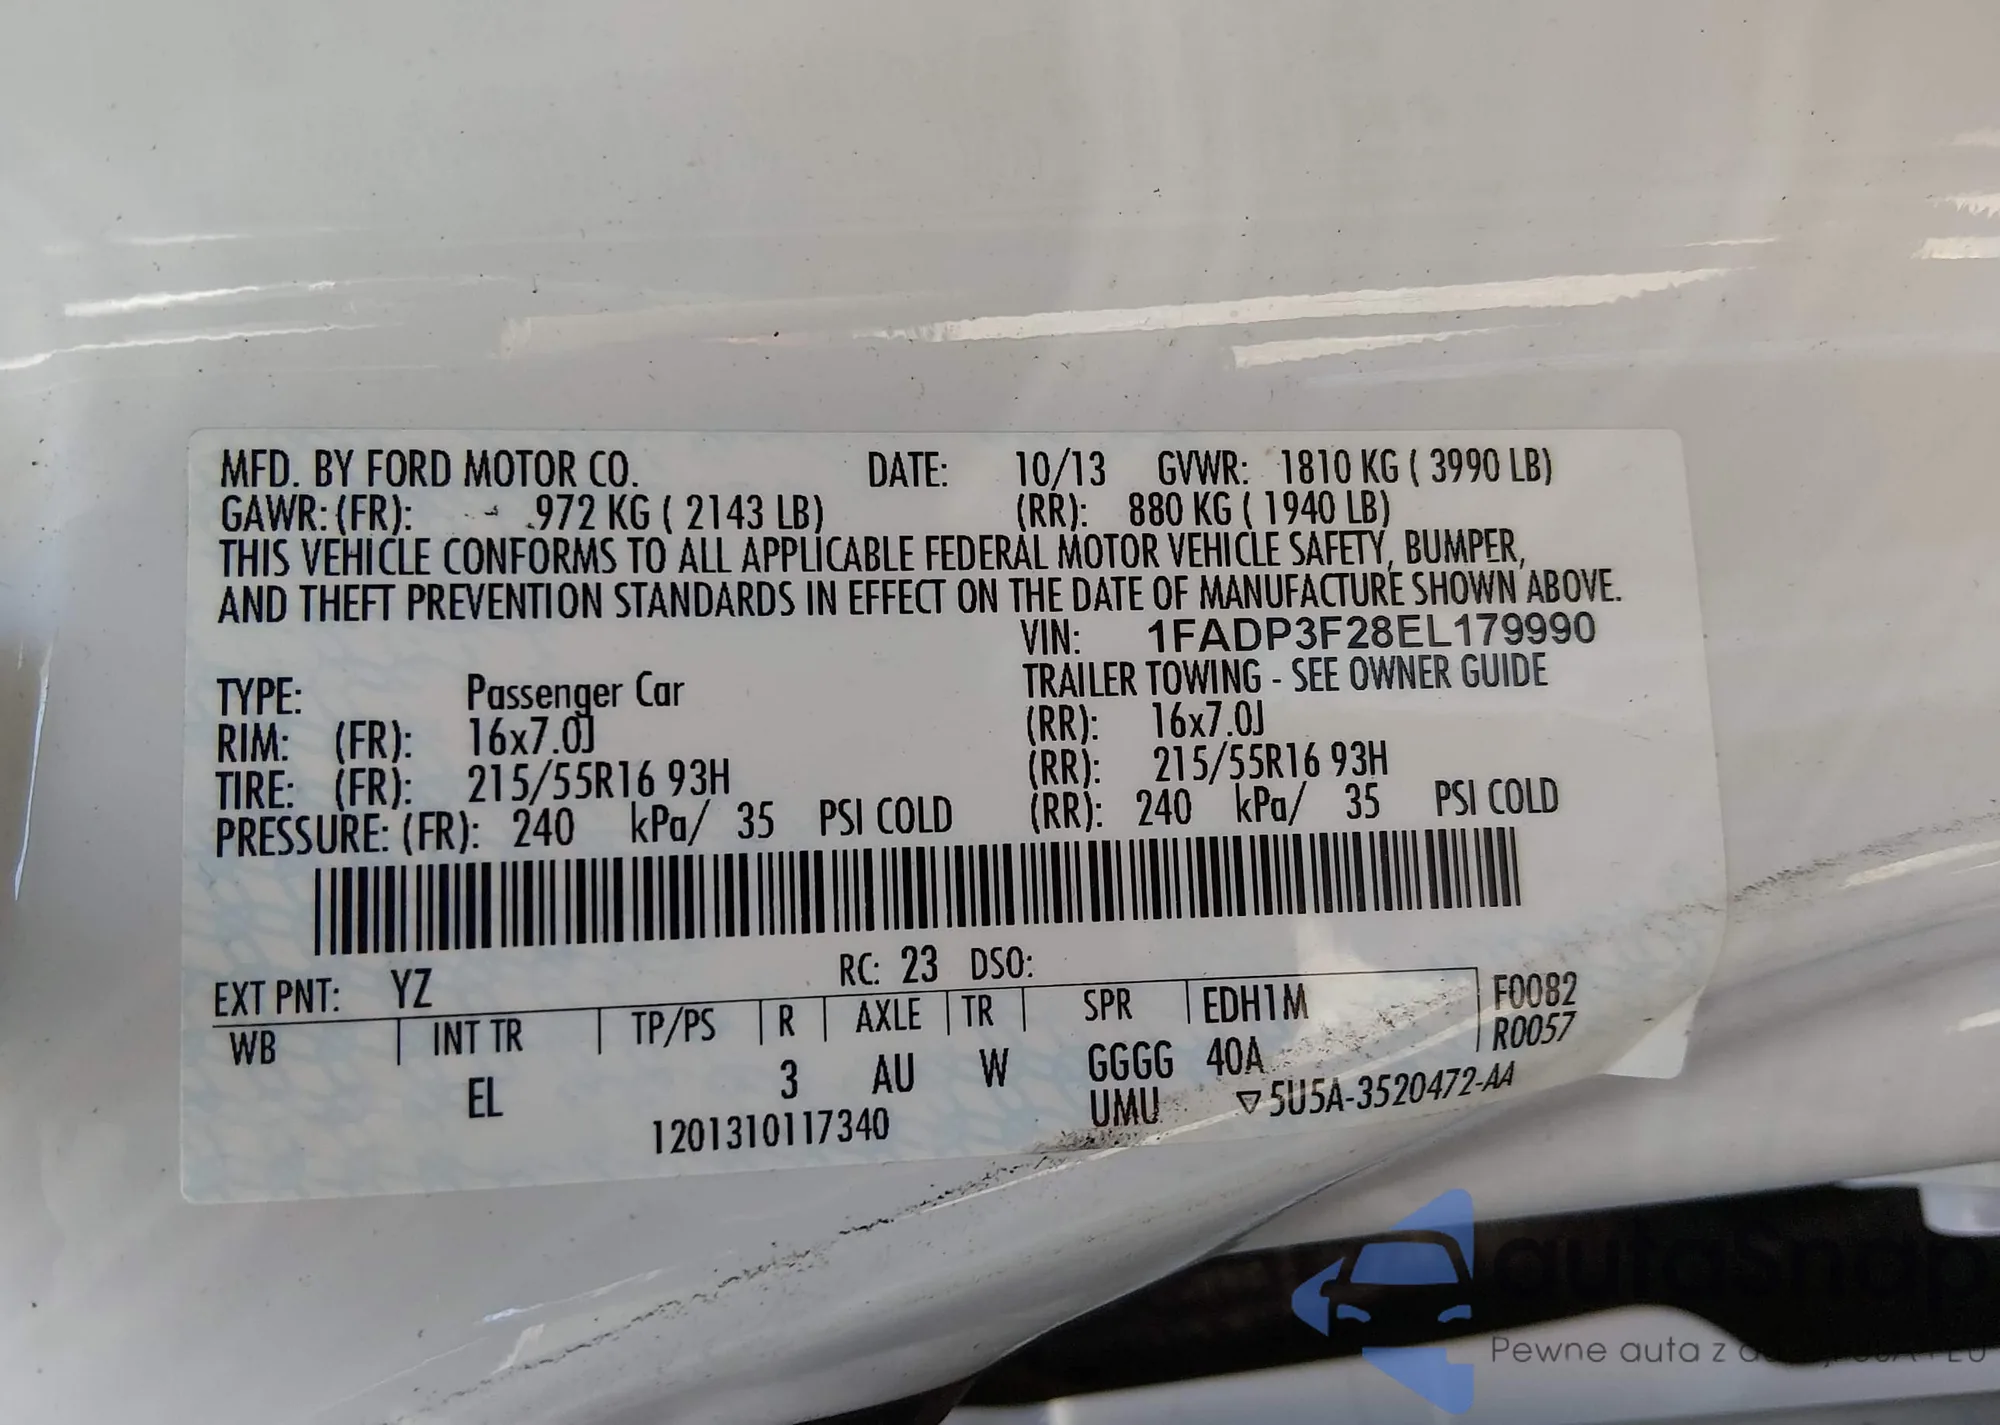 MFD. BY FORD MOTOR CO. DATE: 10/13 GVWR: 1810 KG ( 3990 LB)
GAWR: (FR): 972 KG ( 2143 LB) (RR): 880 KG ( 1940 LB)
THIS VEHICLE CONFORMS TO ALL APPLICABLE FEDERAL MOTOR VEHICLE SAFETY, BUMPER,
AND THEFT PREVENTION STANDARDS IN EFFECT ON THE DATE OF MANUFACTURE SHOWN ABOVE.
VIN: 1FADP3F28EL179990
TYPE: Passenger Car TRAILER TOWING - SEE OWNER GUIDE
RIM: (FR): 16x7.0J (RR): 16x7.0J
TIRE: (FR): 215/55R16 93H (RR): 215/55R16 93H
PRESSURE: (FR): 240 kPa/ 35 PSI COLD (RR): 240 kPa/ 35 PSI COLD
EXT PNT: YZ RC: 23 DSO:
WB INT TR TP/PS R AXLE TR SPR EDH1M F0082
R0057
EL 3 AU W GGGG 40A
UMU ▽5U5A-3520472-AA
1201310117340
autoSnap
Pewne auta z